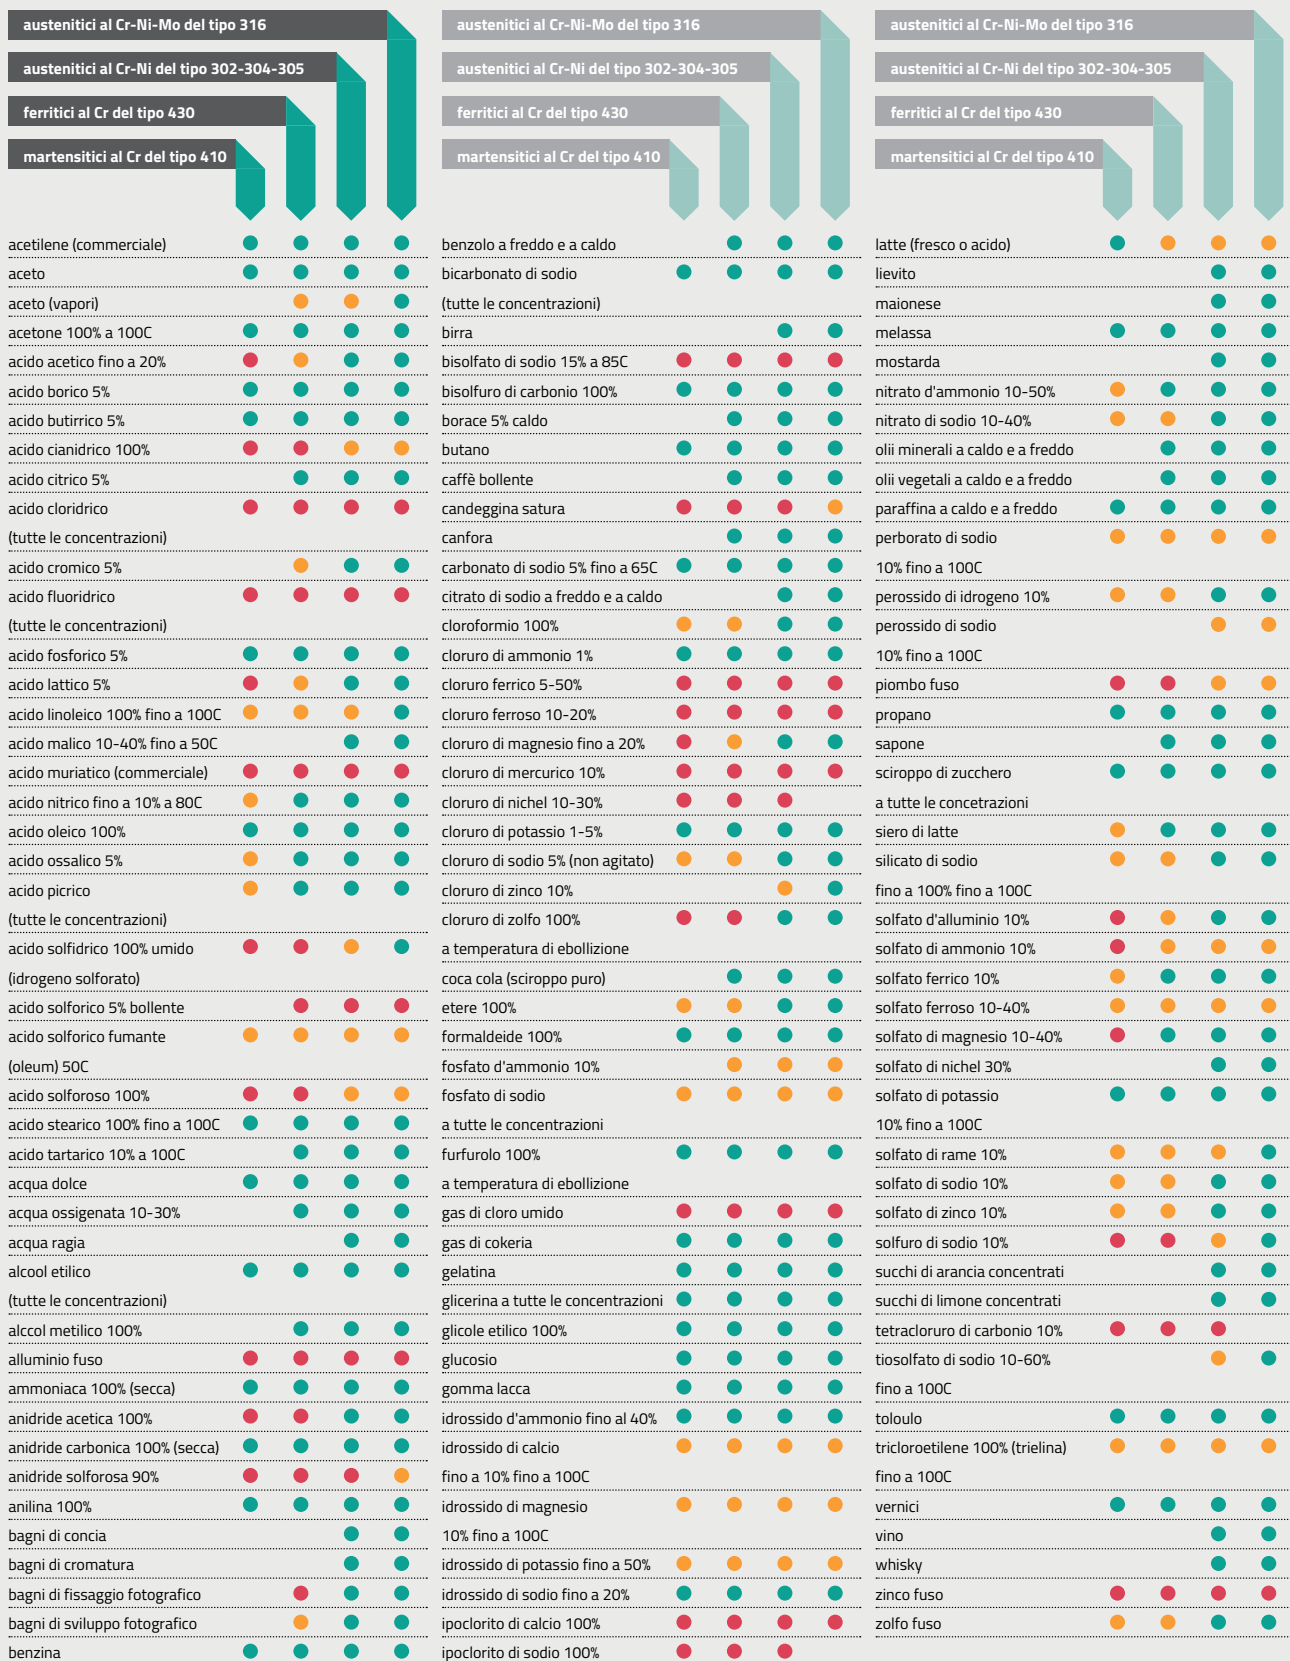 austenitici al Cr-Ni-Mo del tipo 316
austenitici al Cr-Ni del tipo 302-304-305
ferritici al Cr del tipo 430
martensitici al Cr del tipo 410
acetilene (commerciale)
aceto
aceto (vapori)
acetone 100% a 100C
acido acetico fino a 20%
acido borico 5%
acido butirrico 5%
acido cianidrico 100%
acido citrico 5%
acido cloridrico
(tutte le concentrazioni)
acido cromico 5%
acido fluoridrico
(tutte le concentrazioni)
acido fosforico 5%
acido lattico 5%
acido linoleico 100% fino a 100C
acido malico 10-40% fino a 50C
acido muriatico (commerciale)
acido nitrico fino a 10% a 80C
acido oleico 100%
acido ossalico 5%
acido picrico
(tutte le concentrazioni)
acido solfidrico 100% umido
(idrogeno solforato)
acido solforico 5% bollente
acido solforico fumante
(oleum) 50C
acido solforoso 100%
acido stearico 100% fino a 100C
acido tartarico 10% a 100C
acqua dolce
acqua ossigenata 10-30%
acqua ragia
alcool etilico
(tutte le concentrazioni)
alccol metilico 100%
alluminio fuso
ammoniaca 100% (secca)
anidride acetica 100%
anidride carbonica 100% (secca)
anidride solforosa 90%
anilina 100%
bagni di concia
bagni di cromatura
bagni di fissaggio fotografico
bagni di sviluppo fotografico
benzina
austenitici al Cr-Ni-Mo del tipo 316
austenitici al Cr-Ni del tipo 302-304-305
ferritici al Cr del tipo 430
martensitici al Cr del tipo 410
benzolo a freddo e a caldo
bicarbonato di sodio
(tutte le concentrazioni)
birra
bisolfato di sodio 15% a 85C
bisolfuro di carbonio 100%
borace 5% caldo
butano
caffè bollente
candeggina satura
canfora
carbonato di sodio 5% fino a 65C
citrato di sodio a freddo e a caldo
cloroformio 100%
cloruro di ammonio 1%
cloruro ferrico 5-50%
cloruro ferroso 10-20%
cloruro di magnesio fino a 20%
cloruro di mercurico 10%
cloruro di nichel 10-30%
cloruro di potassio 1-5%
cloruro di sodio 5% (non agitato)
cloruro di zinco 10%
cloruro di zolfo 100%
a temperatura di ebollizione
coca cola (sciroppo puro)
etere 100%
formaldeide 100%
fosfato d'ammonio 10%
fosfato di sodio
a tutte le concentrazioni
furfurolo 100%
a temperatura di ebollizione
gas di cloro umido
gas di cokeria
gelatina
glicerina a tutte le concentrazioni
glicole etilico 100%
glucosio
gomma lacca
idrossido d'ammonio fino al 40%
idrossido di calcio
fino a 10% fino a 100C
idrossido di magnesio
10% fino a 100C
idrossido di potassio fino a 50%
idrossido di sodio fino a 20%
ipoclorito di calcio 100%
ipoclorito di sodio 100%
austenitici al Cr-Ni-Mo del tipo 316
austenitici al Cr-Ni del tipo 302-304-305
ferritici al Cr del tipo 430
martensitici al Cr del tipo 410
latte (fresco o acido)
lievito
maionese
melassa
mostarda
nitrato d'ammonio 10-50%
nitrato di sodio 10-40%
olii minerali a caldo e a freddo
olii vegetali a caldo e a freddo
paraffina a caldo e a freddo
perborato di sodio
10% fino a 100C
perossido di idrogeno 10%
perossido di sodio
10% fino a 100C
piombo fuso
propano
sapone
sciroppo di zucchero
a tutte le concetrazioni
siero di latte
silicato di sodio
fino a 100% fino a 100C
solfato d'alluminio 10%
solfato di ammonio 10%
solfato ferrico 10%
solfato ferroso 10-40%
solfato di magnesio 10-40%
solfato di nichel 30%
solfato di potassio
10% fino a 100C
solfato di rame 10%
solfato di sodio 10%
solfato di zinco 10%
solfuro di sodio 10%
succhi di arancia concentrati
succhi di limone concentrati
tetracloruro di carbonio 10%
tiosolfato di sodio 10-60%
fino a 100C
toloulo
tricloroetilene 100% (trielina)
fino a 100C
vernici
vino
whisky
zinco fuso
zolfo fuso